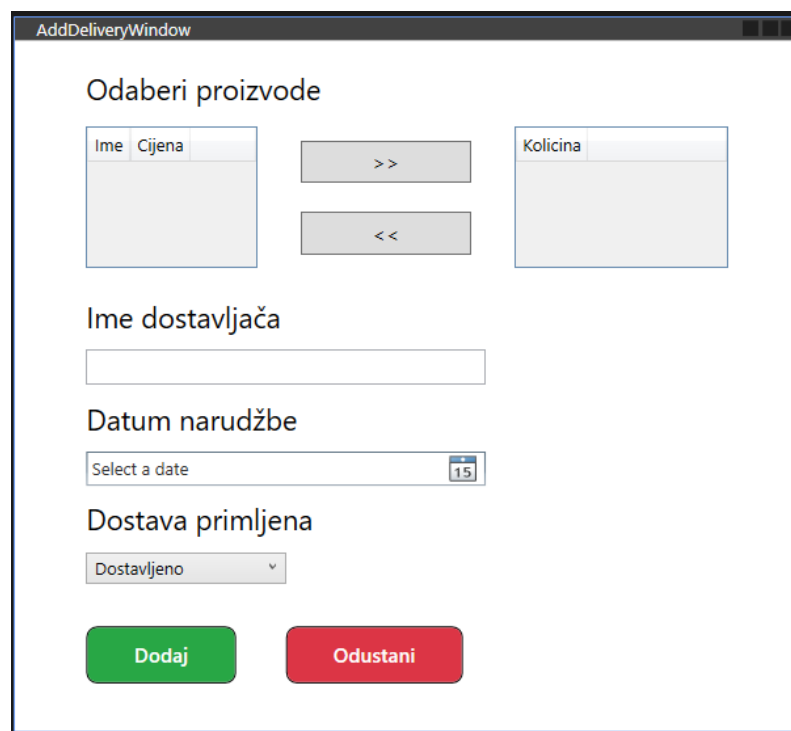 AddDeliveryWindow
Odaberi proizvode
Ime Cijena
>>
Kolicina
<<
Ime dostavljača
Datum narudžbe
Select a date
15
Dostava primljena
Dostavljeno
Dodaj
Odustani